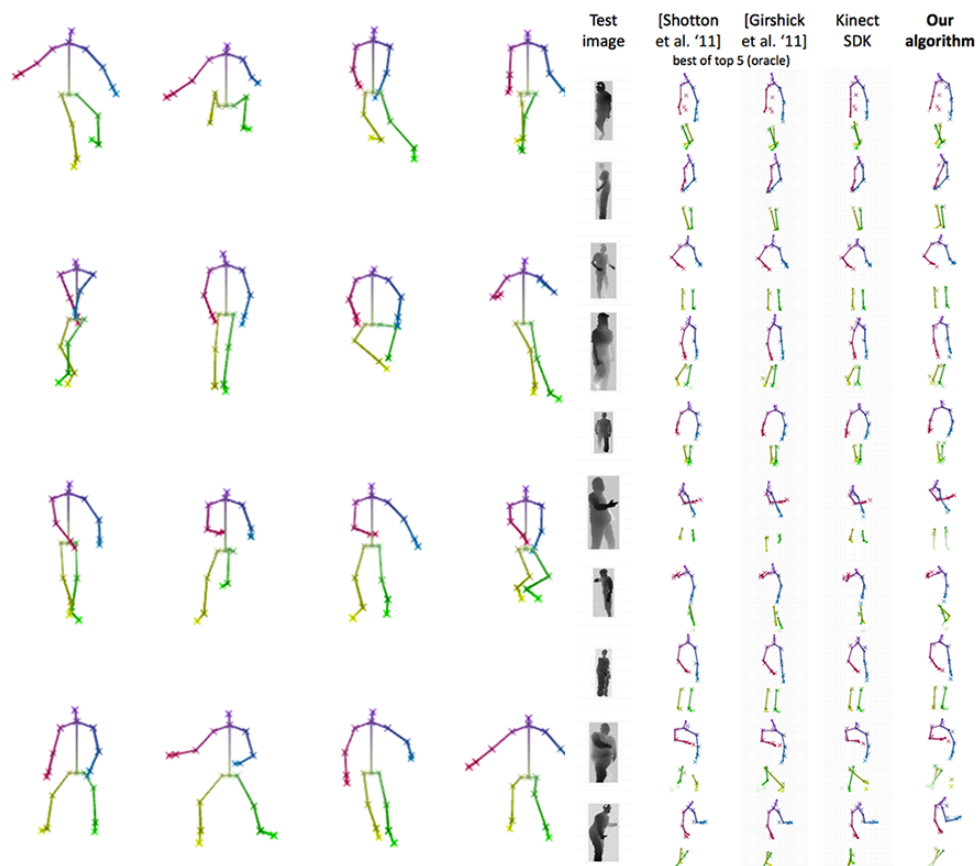 Test
image
[Shotton
et al. ‘11]
[Girshick
et al. ‘11]
best of top 5 (oracle)
Kinect
SDK
Our
algorithm